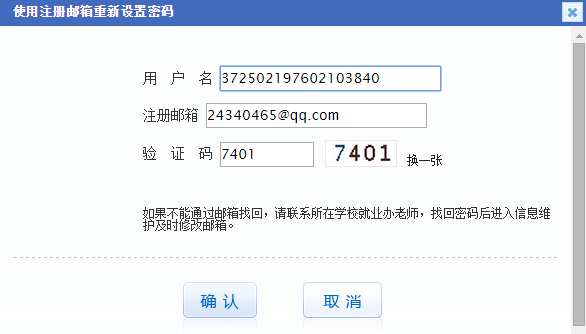 使用注册邮箱重新设置密码
用 户 名 372502197602103840
注册邮箱 24340465@qq.com
验 证 码 7401 7401 换一张
如果不能通过邮箱找回，请联系所在学校就业办老师，找回密码后进入信息维
护及时修改邮箱。
确 认 取 消